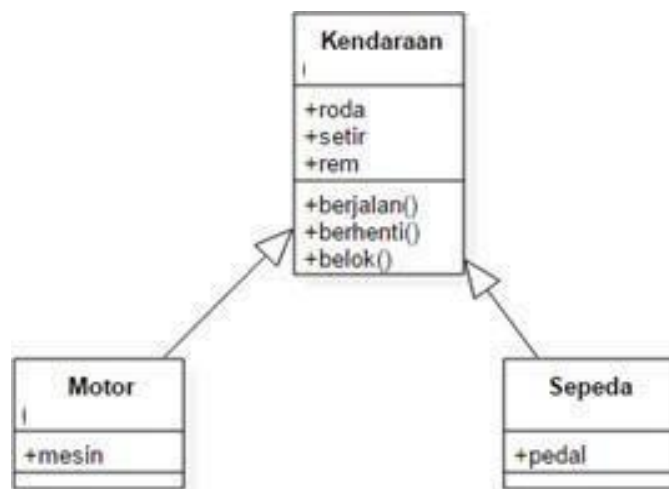 Kendaraan
+roda
+setir
+rem
+berjalan()
+berhenti()
+belok()
Motor
+mesin
Sepeda
+pedal